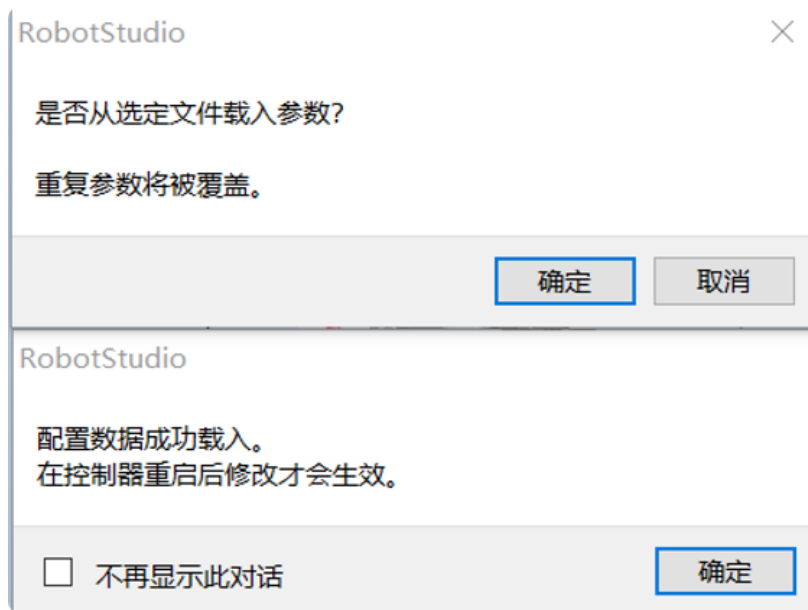 RobotStudio
是否从选定文件载入参数?
重复参数将被覆盖。
确定
取消
RobotStudio
配置数据成功载入。
在控制器重启后修改才会生效。
不再显示此对话
确定